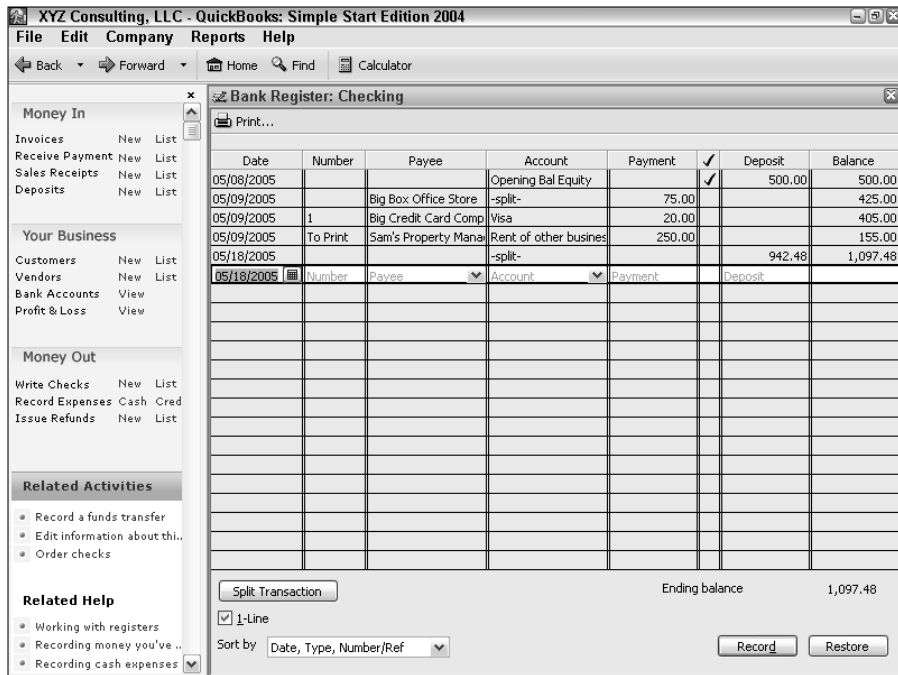 XYZ Consulting, LLC - QuickBooks: Simple Start Edition 2004
File Edit Company Reports Help
Back Forward Home Find Calculator
Money In
Invoices New List
Receive Payment New List
Sales Receipts New List
Deposits New List
Your Business
Customers New List
Vendors New List
Bank Accounts View
Profit & Loss View
Money Out
Write Checks New List
Record Expenses Cash Cred
Issue Refunds New List
Related Activities
Record a funds transfer
Edit information about thi..
Order checks
Related Help
Working with registers
Recording money you've ..
Recording cash expenses
Bank Register: Checking
Print...
Date Number Payee Account Payment ✓ Deposit Balance
05/08/2005 Opening Bal Equity ✓ 500.00 500.00
05/09/2005 Big Box Office Store -split- 75.00 425.00
05/09/2005 1 Big Credit Card Comp Visa 20.00 405.00
05/09/2005 To Print Sam's Property Mana Rent of other busines 250.00 155.00
05/18/2005 -split- 942.48 1,097.48
05/18/2005 Number Payee Account Payment Deposit
Split Transaction Ending balance 1,097.48
1-Line
Sort by Date, Type, Number/Ref Record Restore